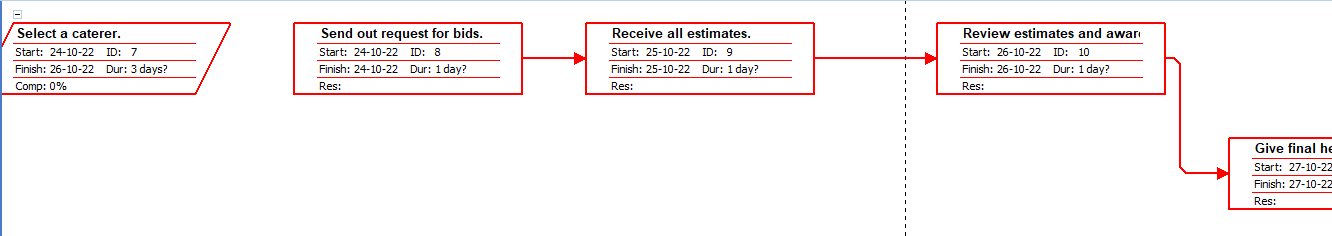 Select a caterer.
Start: 24-10-22 ID: 7
Finish: 26-10-22 Dur: 3 days?
Comp: 0%
Send out request for bids.
Start: 24-10-22 ID: 8
Finish: 24-10-22 Dur: 1 day?
Res:
Receive all estimates.
Start: 25-10-22 ID: 9
Finish: 25-10-22 Dur: 1 day?
Res:
Review estimates and awar
Start: 26-10-22 ID: 10
Finish: 26-10-22 Dur: 1 day?
Res:
Give final he
Start: 27-10-22
Finish: 27-10-22
Res: